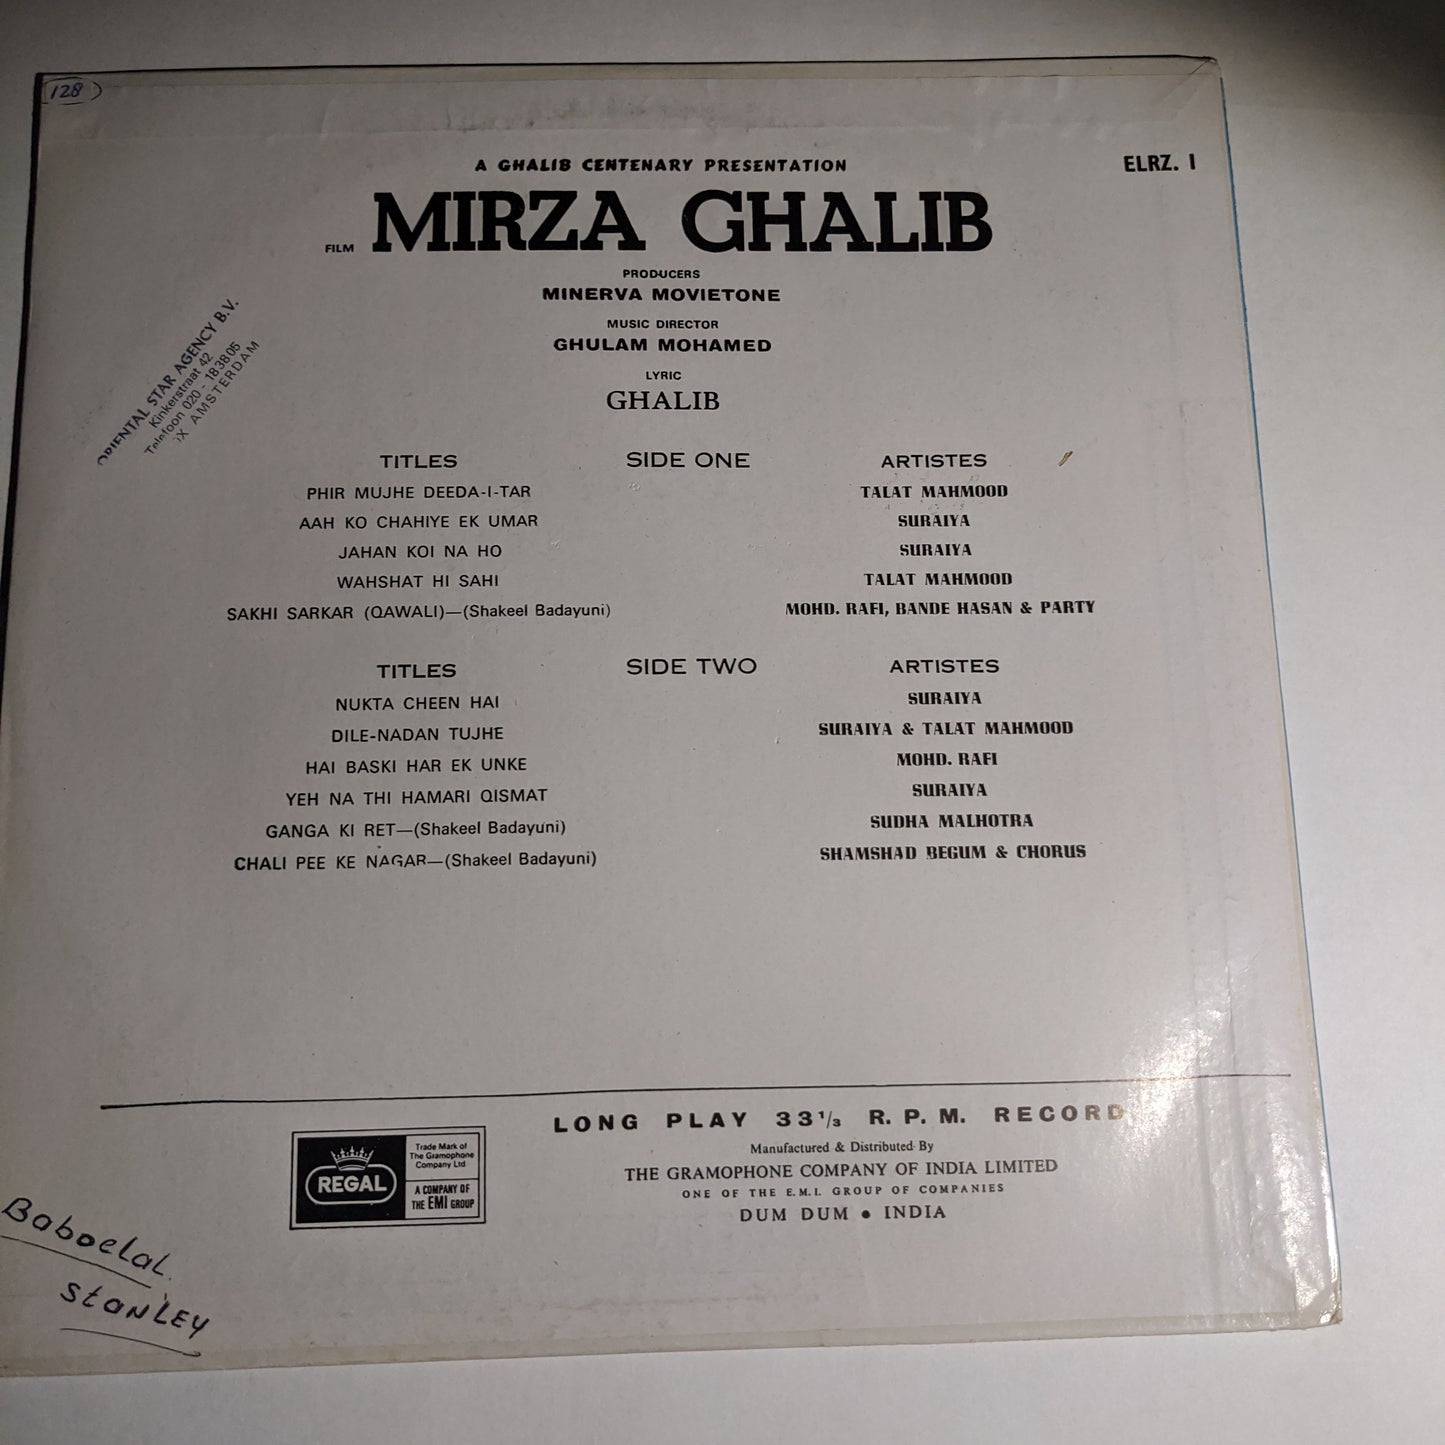 128
A GHALIB CENTENARY PRESENTATION
ELRZ. 1
FILM MIRZA GHALIB
PRODUCERS
MINERVA MOVIETONE
MUSIC DIRECTOR
GHULAM MOHAMED
LYRIC
GHALIB
ORIENTAL STAR AGENCY B.V.
Kinkerstraat 42
Telefoon 020 - 183805
AMSTERDAM
TITLES SIDE ONE ARTISTES
PHIR MUJHE DEEDA-I-TAR TALAT MAHMOOD
AAH KO CHAHIYE EK UMAR SURAIYA
JAHAN KOI NA HO SURAIYA
WAHSHAT HI SAHI TALAT MAHMOOD
SAKHI SARKAR (QAWALI)—(Shakeel Badayuni) MOHD. RAFI, BANDE HASAN & PARTY
TITLES SIDE TWO ARTISTES
NUKTA CHEEN HAI SURAIYA
DILE-NADAN TUJHE SURAIYA & TALAT MAHMOOD
HAI BASKI HAR EK UNKE MOHD. RAFI
YEH NA THI HAMARI QISMAT SURAIYA
GANGA KI RET—(Shakeel Badayuni) SUDHA MALHOTRA
CHALI PEE KE NAGAR—(Shakeel Badayuni) SHAMSHAD BEGUM & CHORUS
LONG PLAY 33⅓ R. P. M. RECORD
Manufactured & Distributed By
THE GRAMOPHONE COMPANY OF INDIA LIMITED
ONE OF THE E.M.I. GROUP OF COMPANIES
DUM DUM • INDIA
REGAL
Trade Mark of
The Gramophone
Company Ltd
A COMPANY OF
THE EMI GROUP
Baboelal
StanLEY